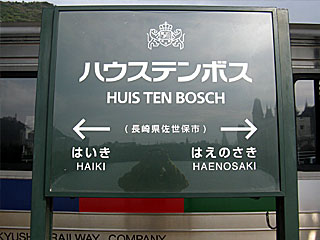 ハウステンボス
HUIS TEN BOSCH
(長崎県佐世保市)
はいき はえのさき
HAIKI HAENOSAKI
KYUSHU RAILWAY COMPANY